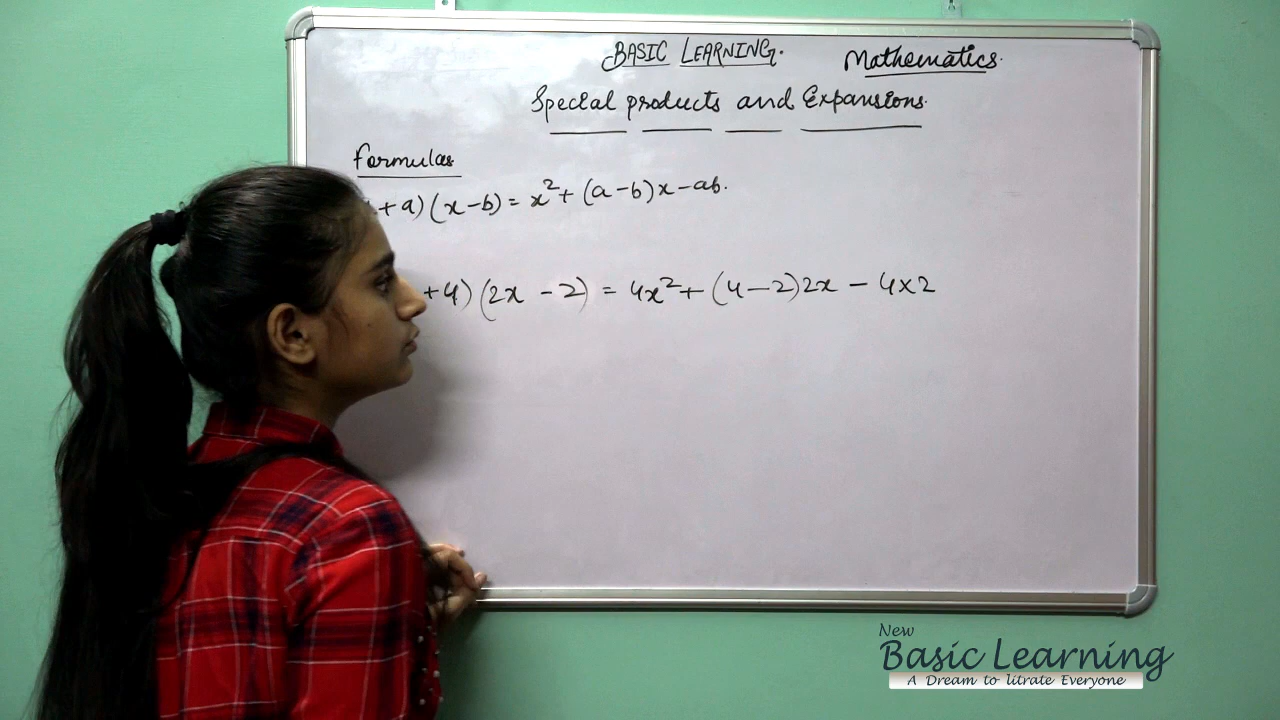 BASIC LEARNING. Mathematics.
Special products and Expansions.
Formulas
+a)(x-b) = x²+(a-b)x-ab.
+4)(2x - 2) = 4x²+(4-2)2x - 4x2
New
Basic Learning
A Dream to litrate Everyone